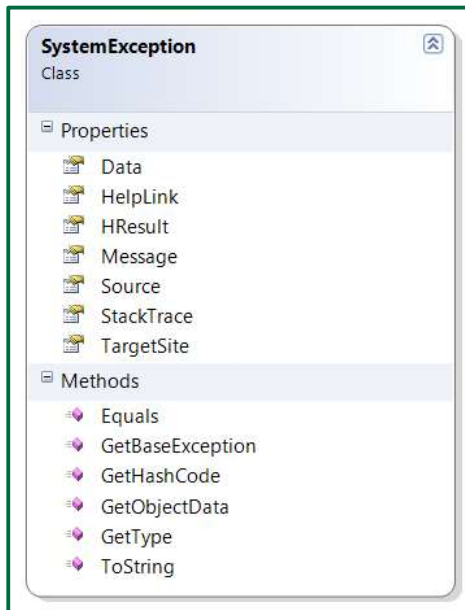 SystemException
Class
Properties
Data
HelpLink
HResult
Message
Source
StackTrace
TargetSite
Methods
Equals
GetBaseException
GetHashCode
GetObjectData
GetType
ToString